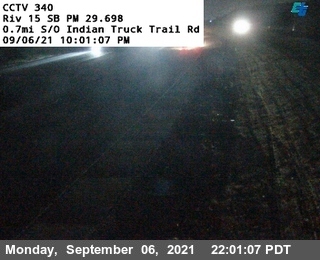 CCTV 340
Riv 15 SB PM 29.698
0.7mi S/O Indian Truck Trail Rd
09/06/21 10:01:07 PM
Monday, September 06, 2021 22:01:07 PDT